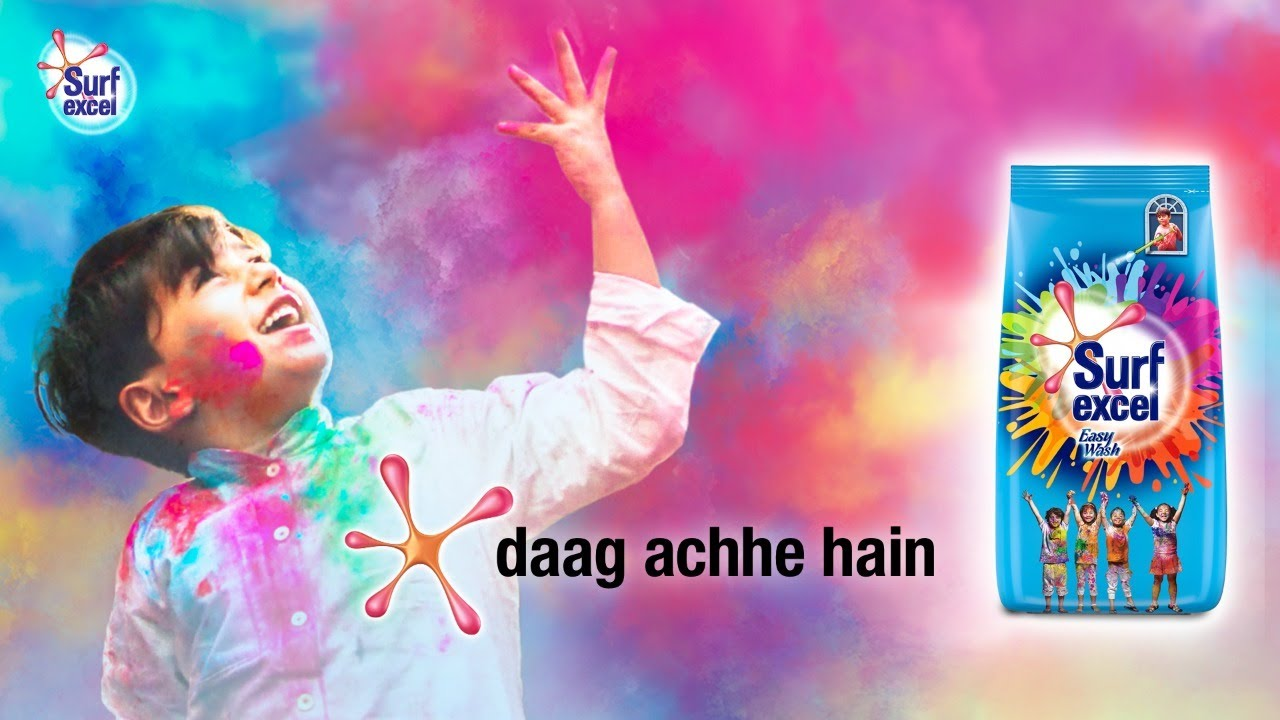 Surf
excel
daag achhe hain
Surf
excel
Easy
Wash